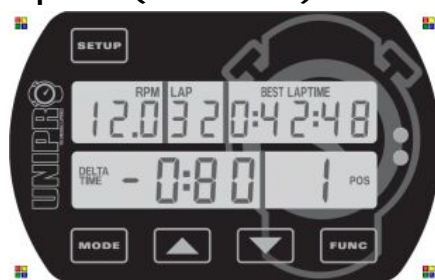 SETUP
RPM LAP BEST LAPTIME
12.0 32 0:42:48
UNIPRO
DELTA TIME - 0:80 1 POS
MODE FUNC